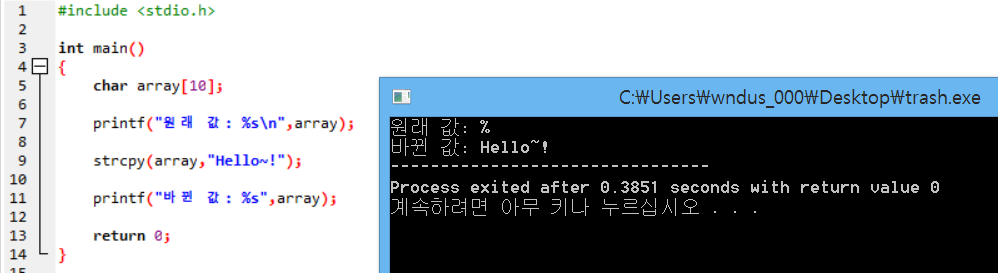 1 #include <stdio.h>
2
3 int main()
4 {
5 char array[10];
6
7 printf("원래 값: %s\n",array);
8
9 strcpy(array,"Hello~!");
10
11 printf("바뀐 값: %s",array);
12
13 return 0;
14 }
15
C:\Users\wndus_000\Desktop\trash.exe
원래 값: %
바뀐 값: Hello~!
--------------------------------
Process exited after 0.3851 seconds with return value 0
계속하려면 아무 키나 누르십시오 . . .